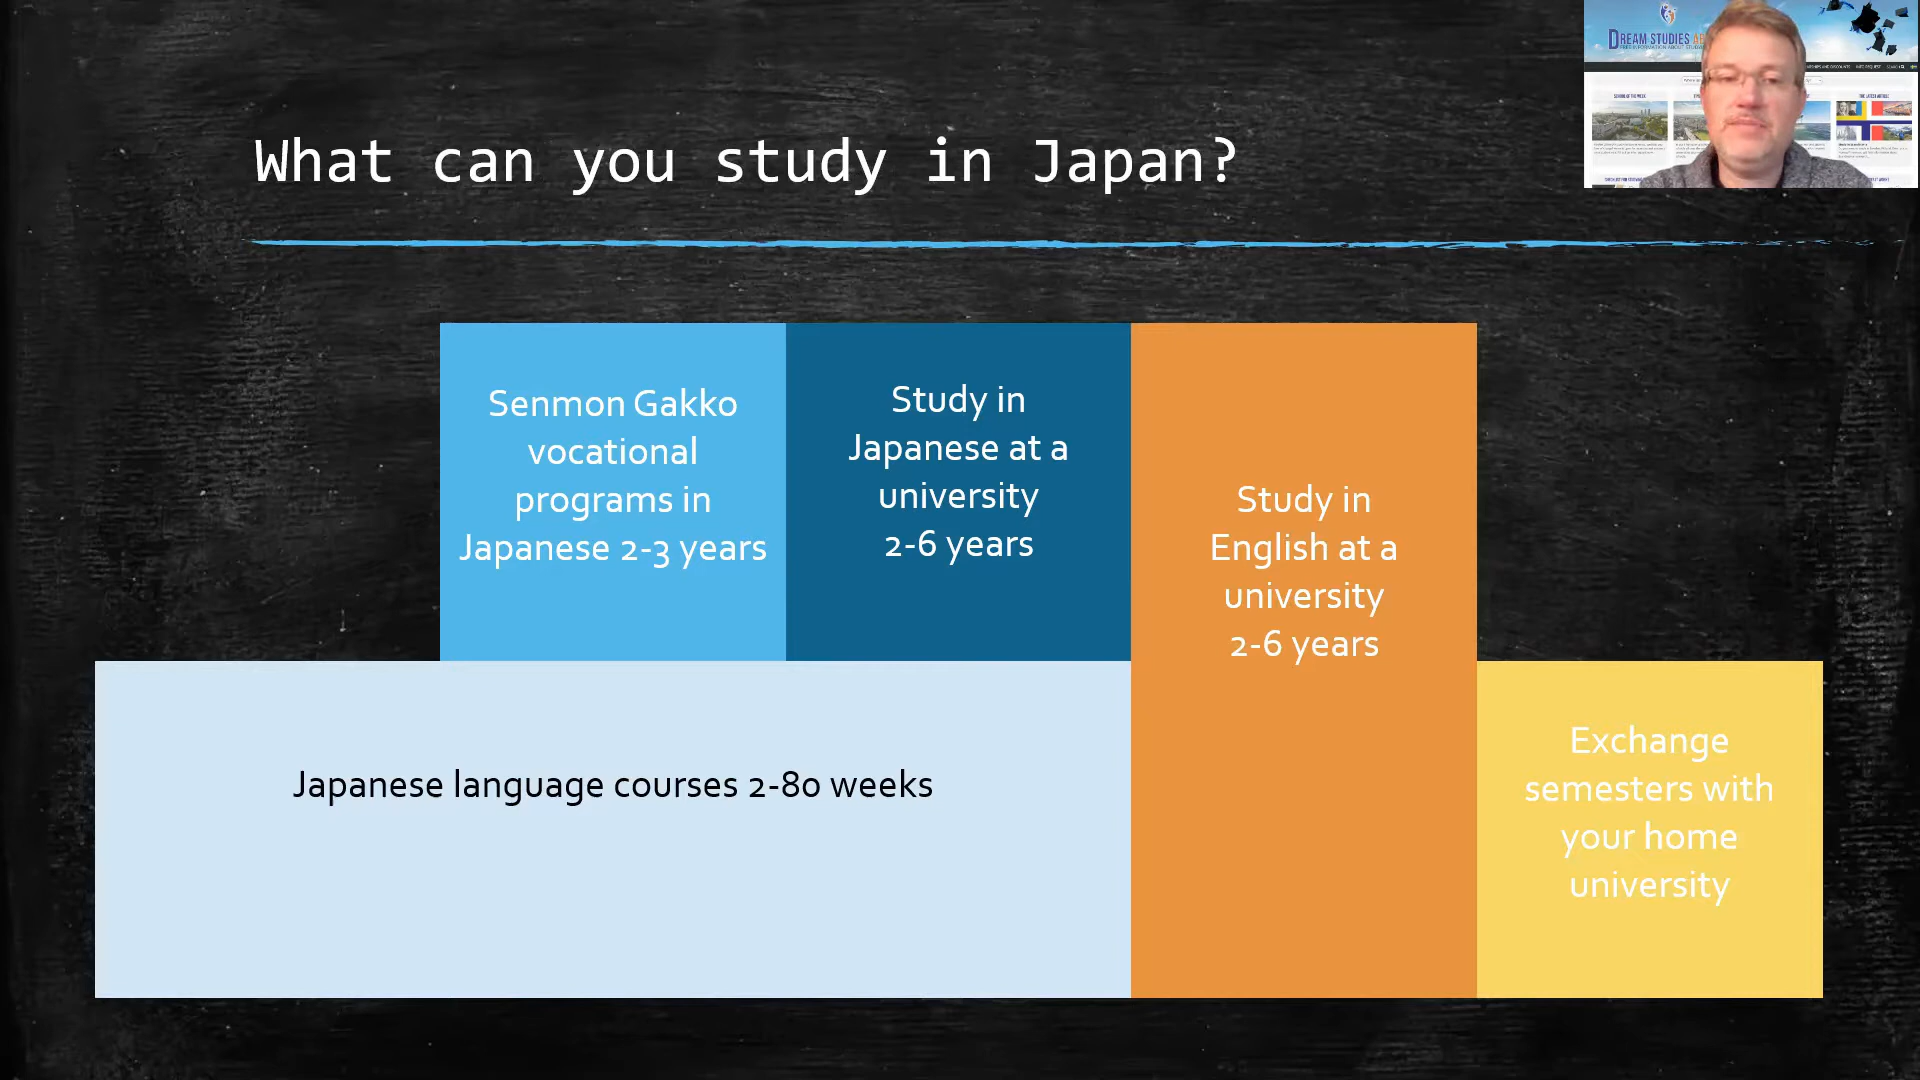 What can you study in Japan?
DREAM STUDIES
Senmon Gakko
vocational
programs in
Japanese 2-3 years
Study in
Japanese at a
university
2-6 years
Study in
English at a
university
2-6 years
Japanese language courses 2-80 weeks
Exchange
semesters with
your home
university